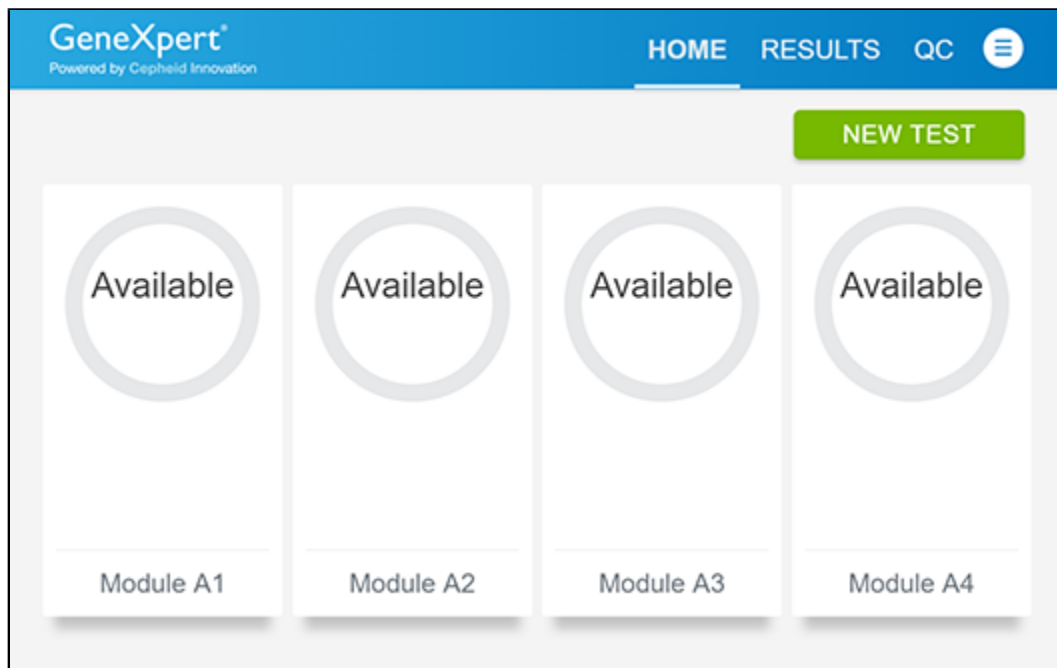 GeneXpert®
Powered by Cepheid Innovation
HOME RESULTS QC
NEW TEST
Available Available Available Available
Module A1 Module A2 Module A3 Module A4